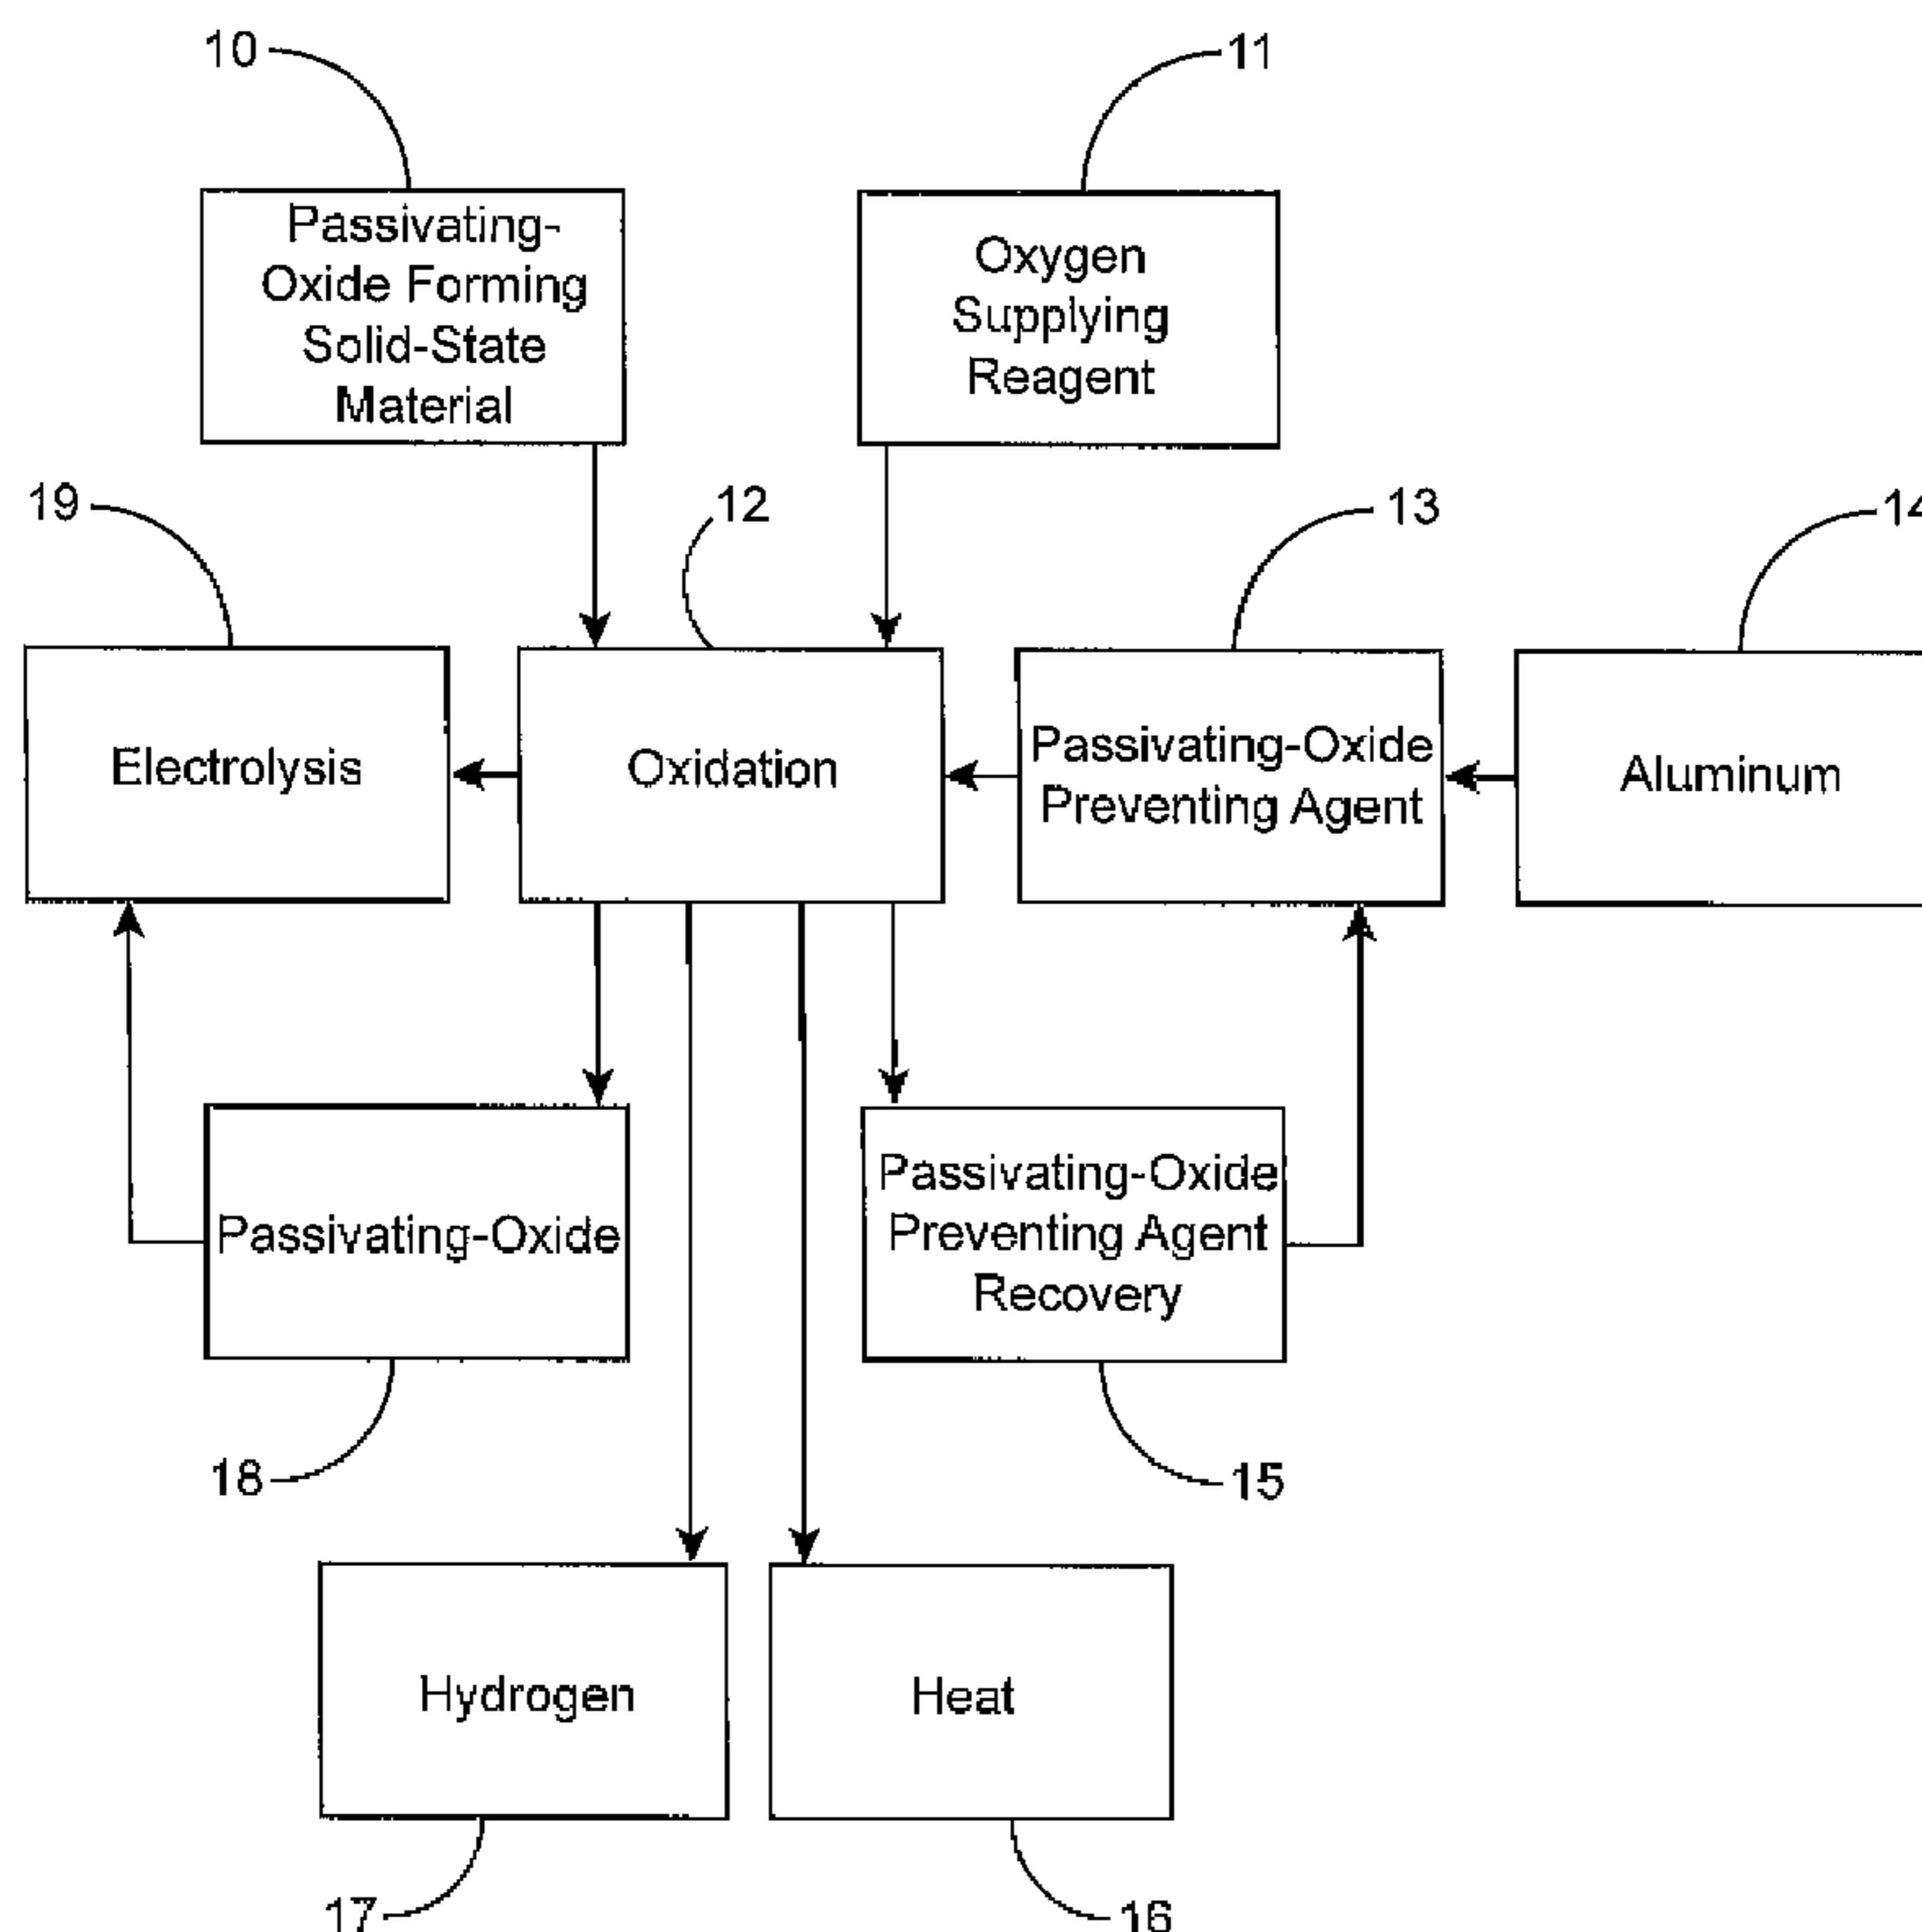 10
11
Passivating-
Oxide Forming
Solid-State
Material
Oxygen
Supplying
Reagent
19
12
13
14
Electrolysis
Oxidation
Passivating-Oxide
Preventing Agent
Aluminum
Passivating-Oxide
Passivating-Oxide
Preventing Agent
Recovery
18
15
Hydrogen
Heat
17
16